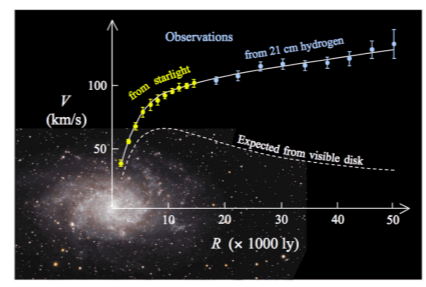 Observations
from 21 cm hydrogen
from starlight
100
V
(km/s)
50
Expected from visible disk
10
20
30
40
50
R (× 1000 ly)